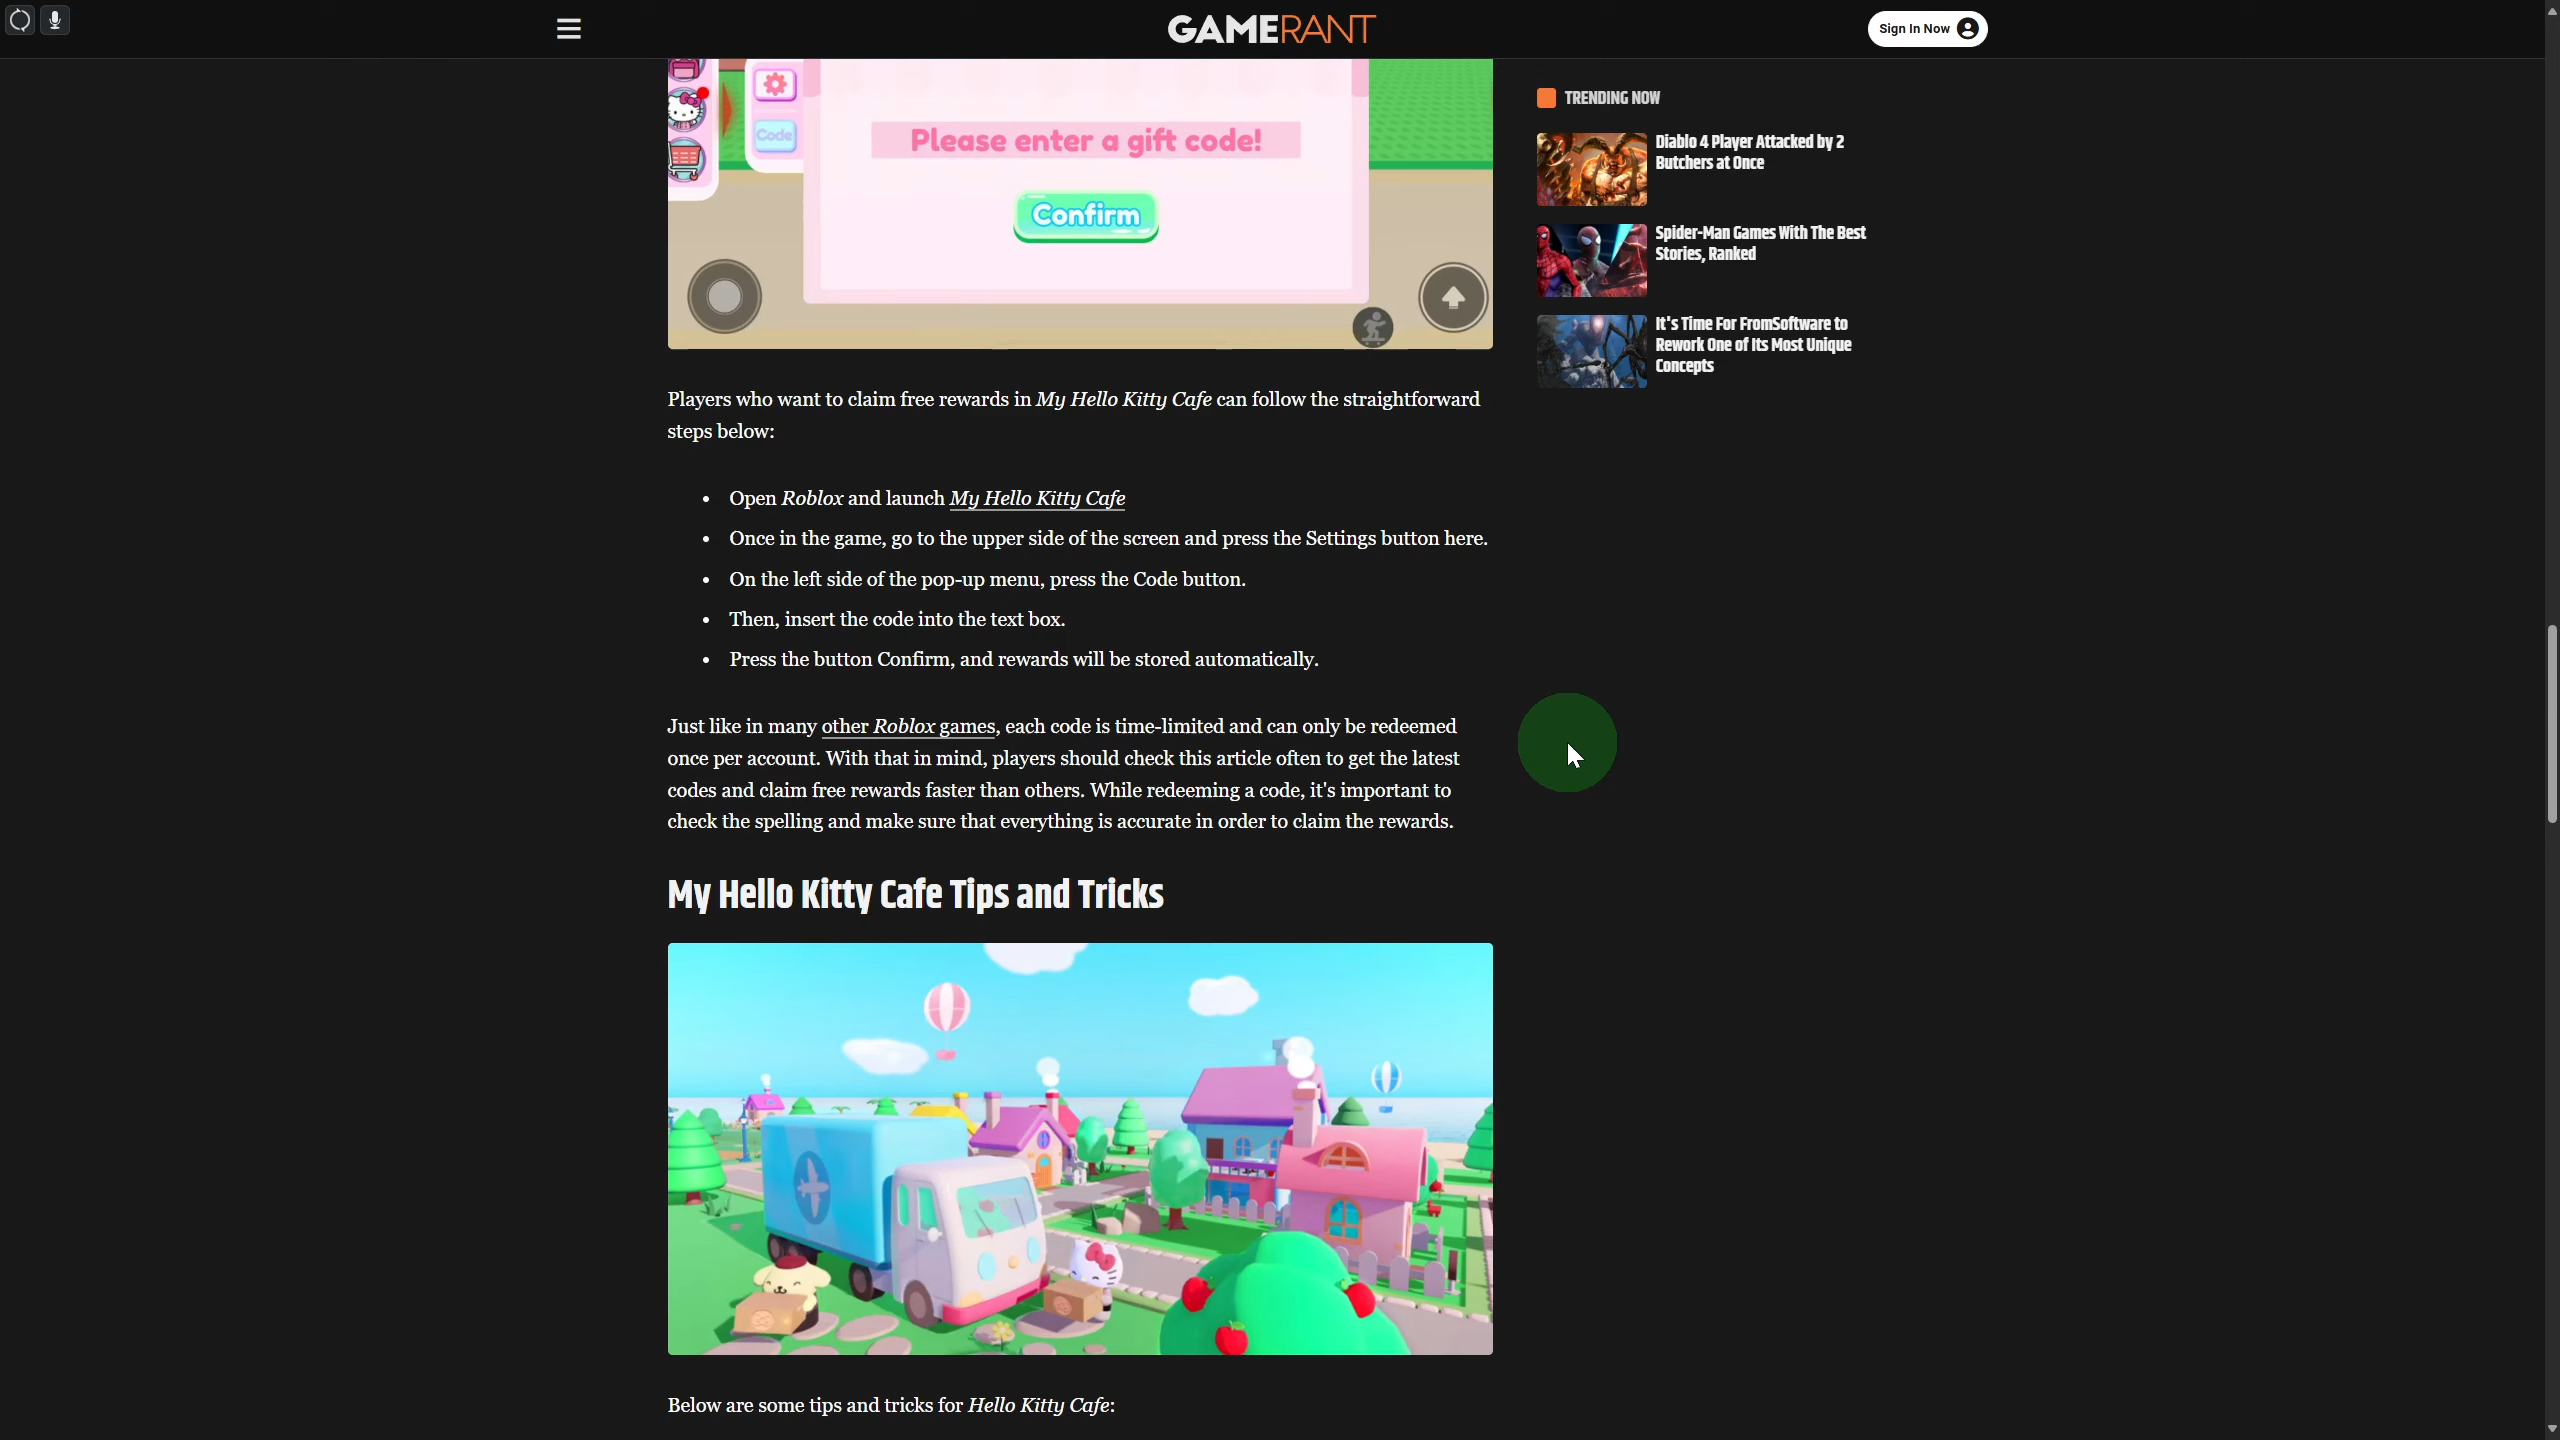 GAMERANT
Sign In Now
Code
Please enter a gift code!
Confirm
Players who want to claim free rewards in My Hello Kitty Cafe can follow the straightforward
steps below:
• Open Roblox and launch My Hello Kitty Cafe
• Once in the game, go to the upper side of the screen and press the Settings button here.
• On the left side of the pop-up menu, press the Code button.
• Then, insert the code into the text box.
• Press the button Confirm, and rewards will be stored automatically.
Just like in many other Roblox games, each code is time-limited and can only be redeemed
once per account. With that in mind, players should check this article often to get the latest
codes and claim free rewards faster than others. While redeeming a code, it's important to
check the spelling and make sure that everything is accurate in order to claim the rewards.
My Hello Kitty Cafe Tips and Tricks
Below are some tips and tricks for Hello Kitty Cafe:
TRENDING NOW
Diablo 4 Player Attacked by 2
Butchers at Once
Spider-Man Games With The Best
Stories, Ranked
It's Time For FromSoftware to
Rework One of Its Most Unique
Concepts